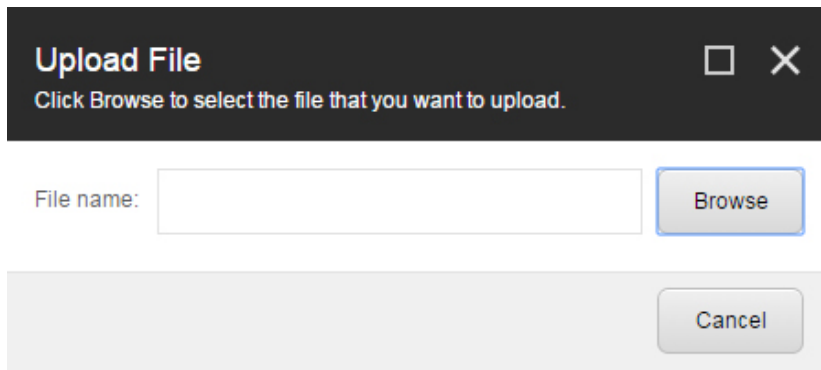 Upload File
Click Browse to select the file that you want to upload.
File name:
Browse
Cancel